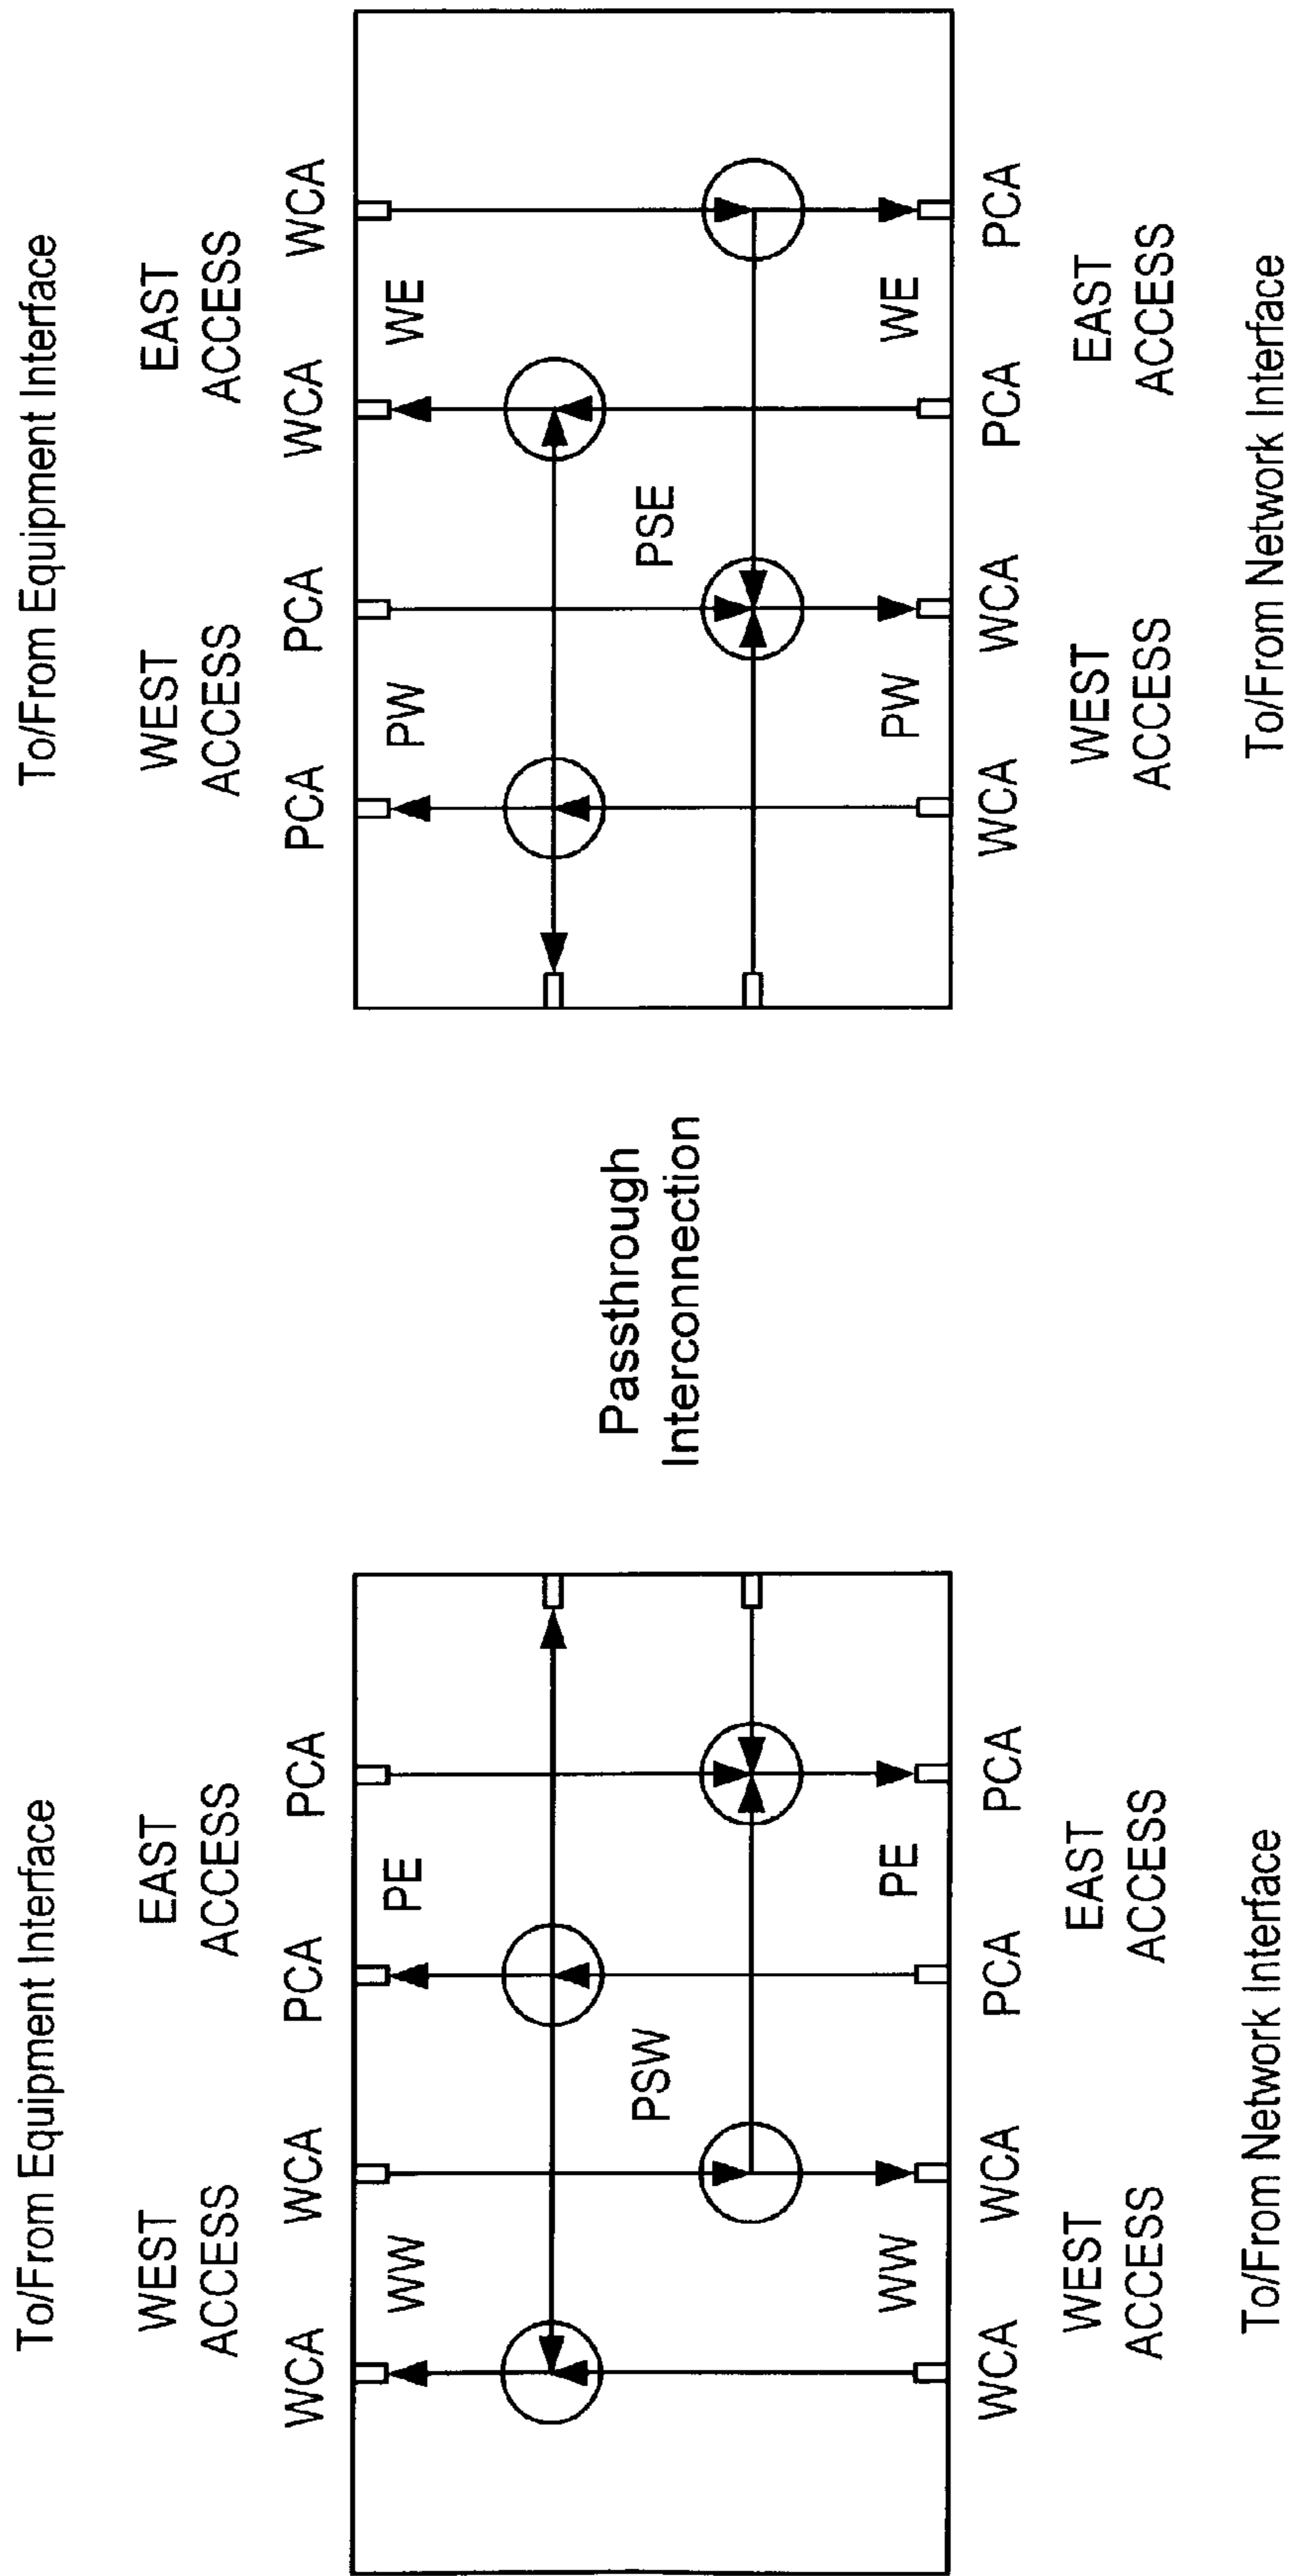 To/From Equipment Interface
WEST
ACCESS
EAST
ACCESS
WCA
WCA
PCA
PCA
WW
PE
PSW
WW
PE
WCA
WCA
PCA
PCA
WEST
ACCESS
EAST
ACCESS
To/From Network Interface
Passthrough
Interconnection
To/From Equipment Interface
WEST
ACCESS
EAST
ACCESS
PCA
PCA
WCA
WCA
PW
WE
PSE
PW
WE
WCA
WCA
PCA
PCA
WEST
ACCESS
EAST
ACCESS
To/From Network Interface